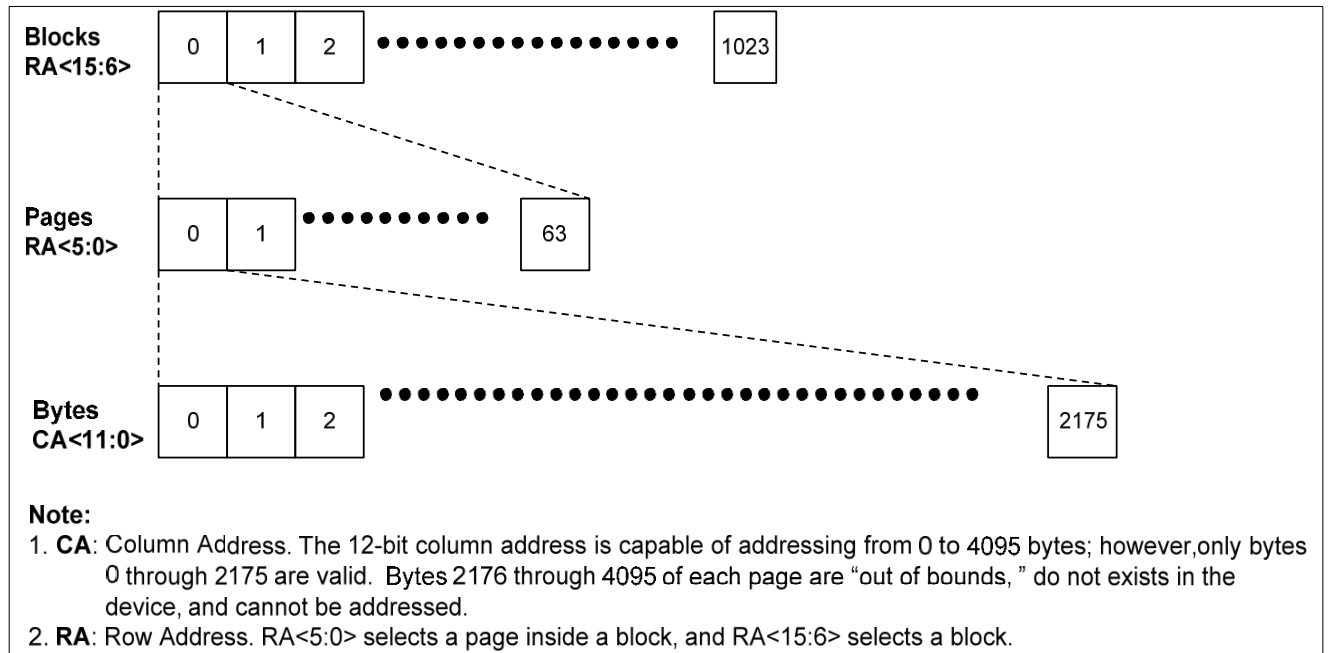 Blocks
RA<15:6>
0 1 2 1023
Pages
RA<5:0>
0 1 63
Bytes
CA<11:0>
0 1 2 2175
Note:
1. CA: Column Address. The 12-bit column address is capable of addressing from 0 to 4095 bytes; however,only bytes
0 through 2175 are valid. Bytes 2176 through 4095 of each page are “out of bounds, ” do not exists in the
device, and cannot be addressed.
2. RA: Row Address. RA<5:0> selects a page inside a block, and RA<15:6> selects a block.